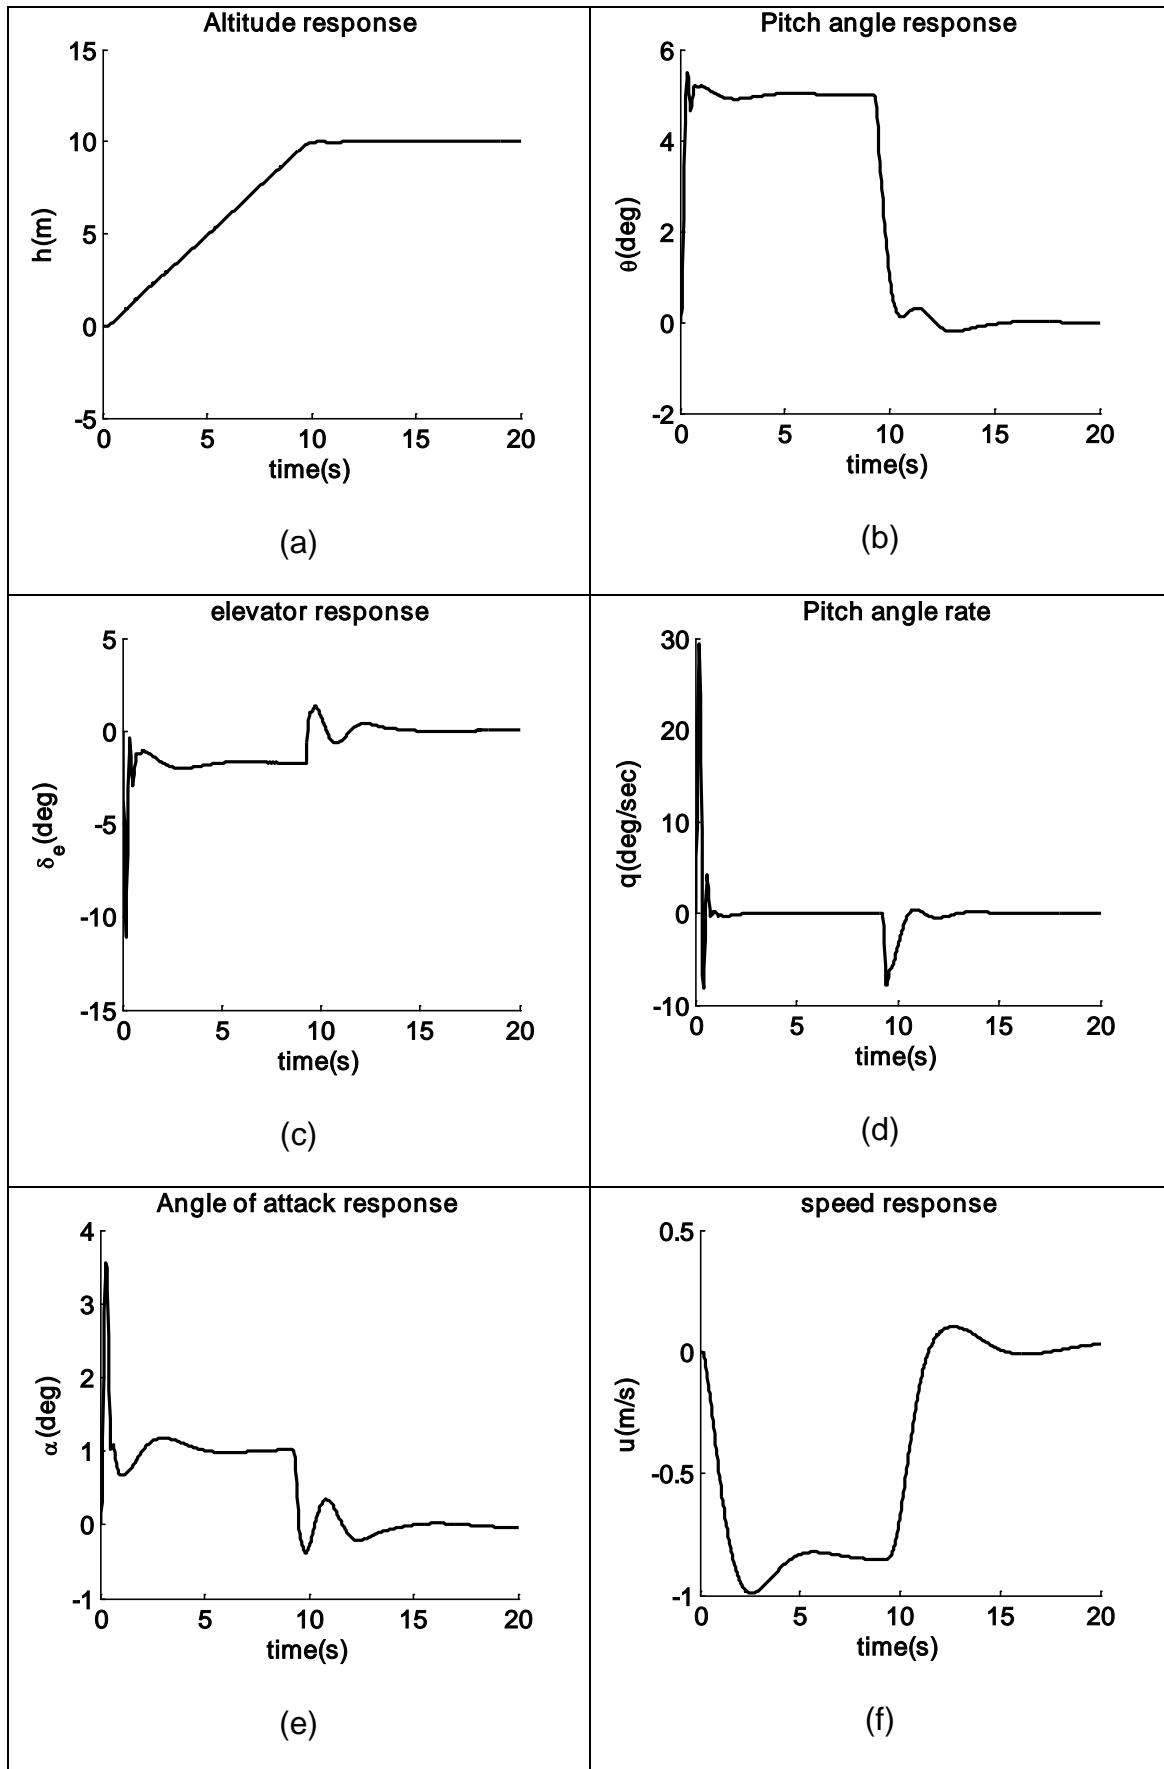 Altitude response
15
10
5
0
-5
h(m)
0 5 10 15 20
time(s)
(a)
Pitch angle response
6
4
2
0
-2
θ(deg)
0 5 10 15 20
time(s)
(b)
elevator response
5
0
-5
-10
-15
δe(deg)
0 5 10 15 20
time(s)
(c)
Pitch angle rate
30
20
10
0
-10
q(deg/sec)
0 5 10 15 20
time(s)
(d)
Angle of attack response
4
3
2
1
0
-1
α(deg)
0 5 10 15 20
time(s)
(e)
speed response
0.5
0
-0.5
-1
u(m/s)
0 5 10 15 20
time(s)
(f)